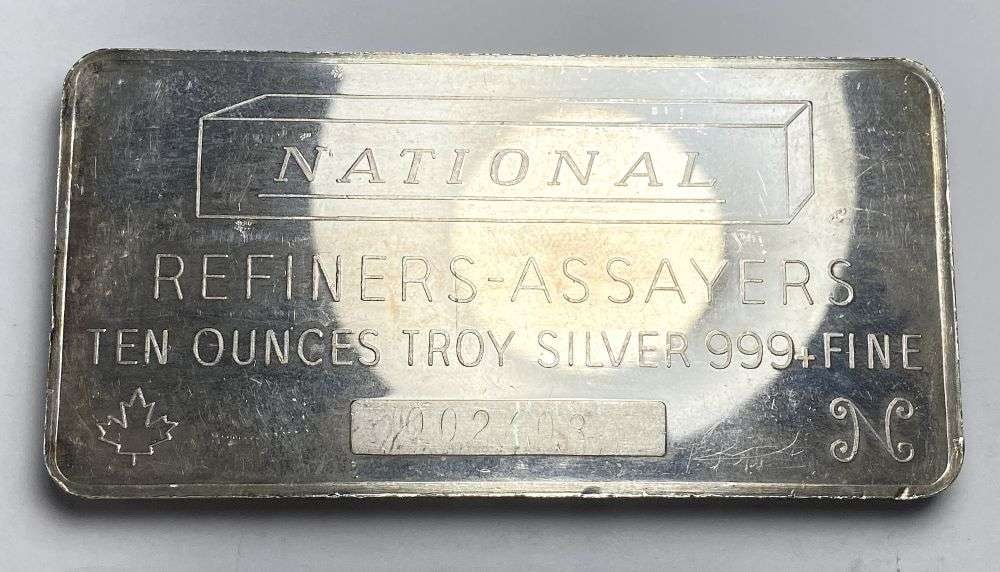 NATIONAL
REFINERS-ASSAYERS
TEN OUNCES TROY SILVER 999+FINE
N